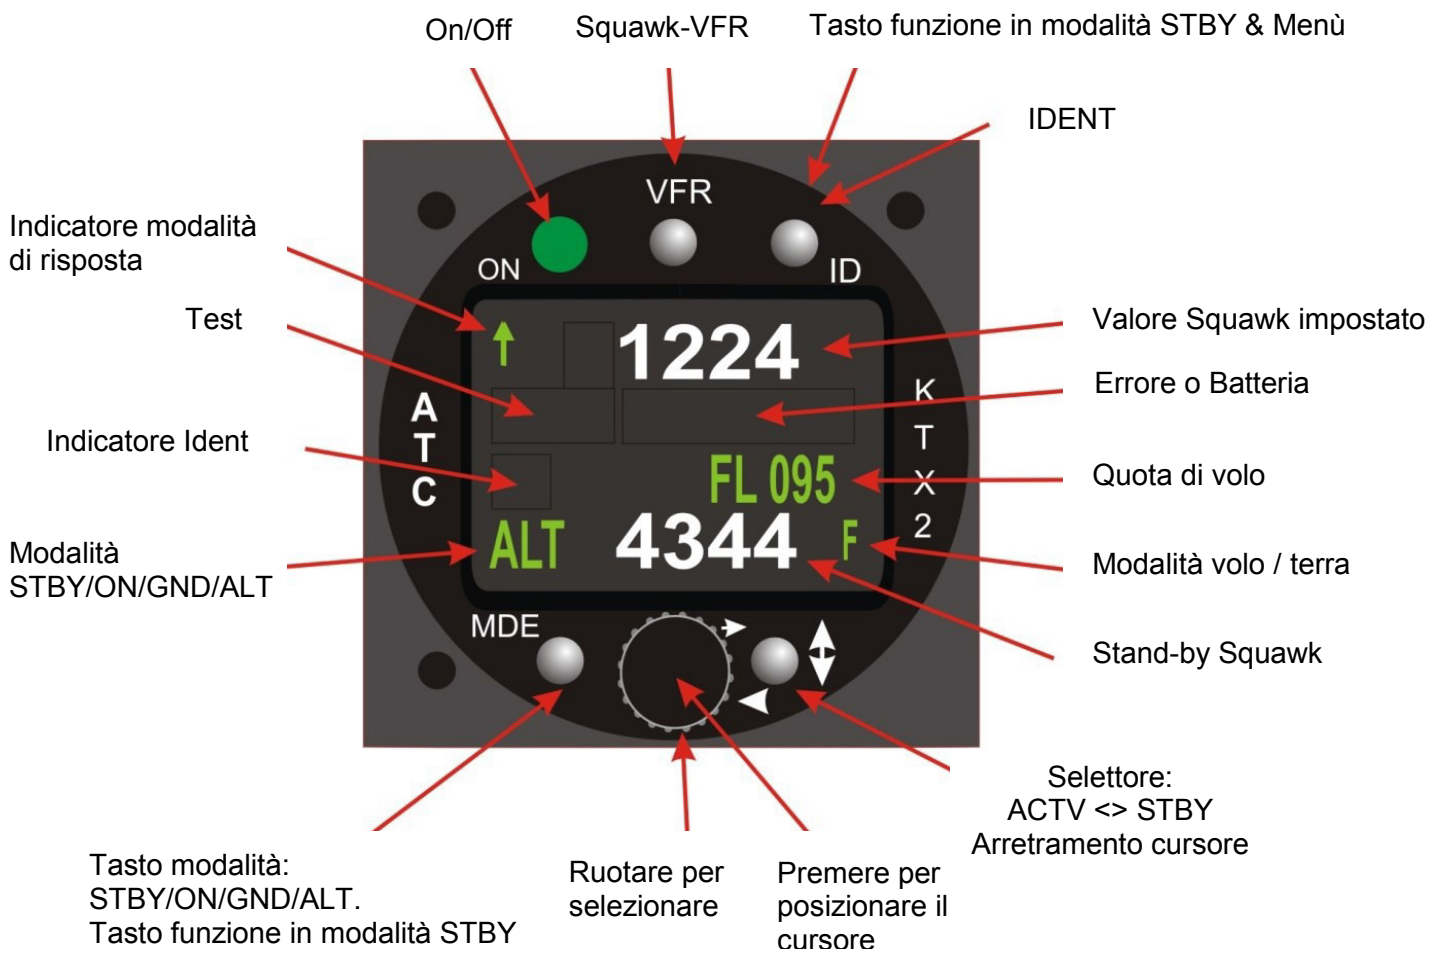 On/Off
Squawk-VFR
Tasto funzione in modalità STBY & Menù
IDENT
VFR
ON
ID
Indicatore modalità
di risposta
Test
Indicatore Ident
Modalità
STBY/ON/GND/ALT
A
T
C
1224
FL 095
ALT
4344
F
K
T
X
2
MDE
Valore Squawk impostato
Errore o Batteria
Quota di volo
Modalità volo / terra
Stand-by Squawk
Selettore:
ACTV <> STBY
Arretramento cursore
Tasto modalità:
STBY/ON/GND/ALT.
Tasto funzione in modalità STBY
Ruotare per
selezionare
Premere per
posizionare il
cursore